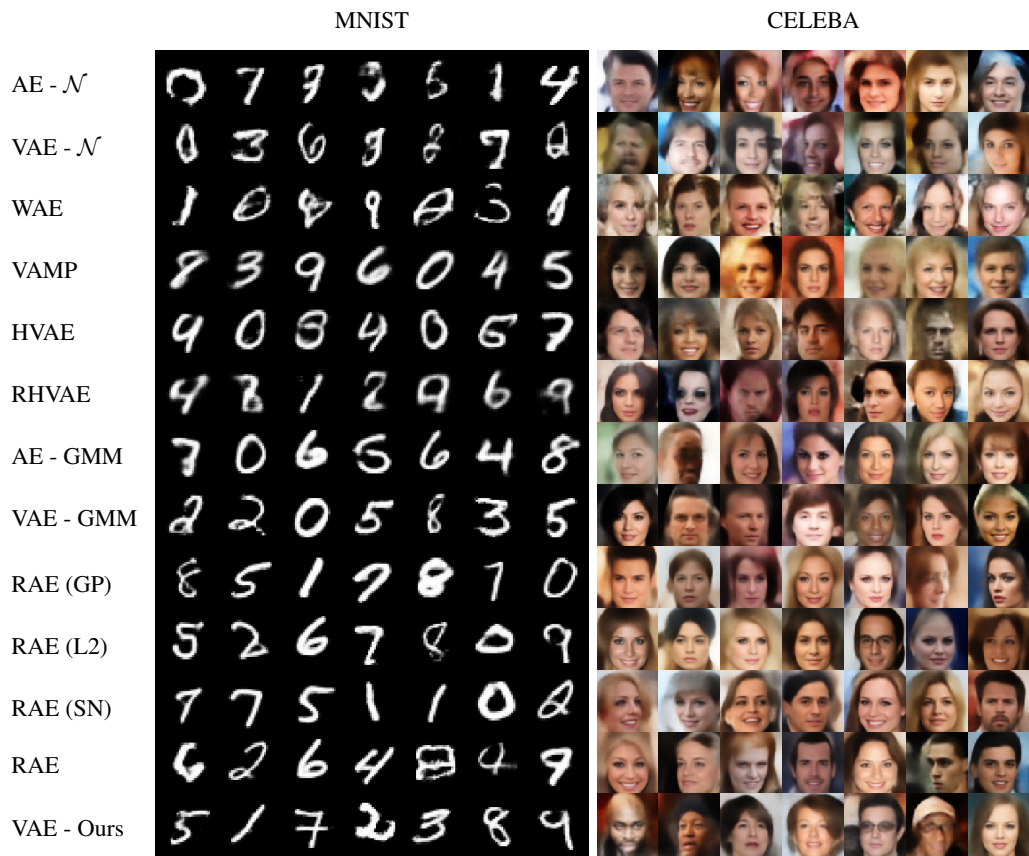 MNIST CELEBA
AE - 𝒩
VAE - 𝒩
WAE
VAMP
HVAE
RHVAE
AE - GMM
VAE - GMM
RAE (GP)
RAE (L2)
RAE (SN)
RAE
VAE - Ours